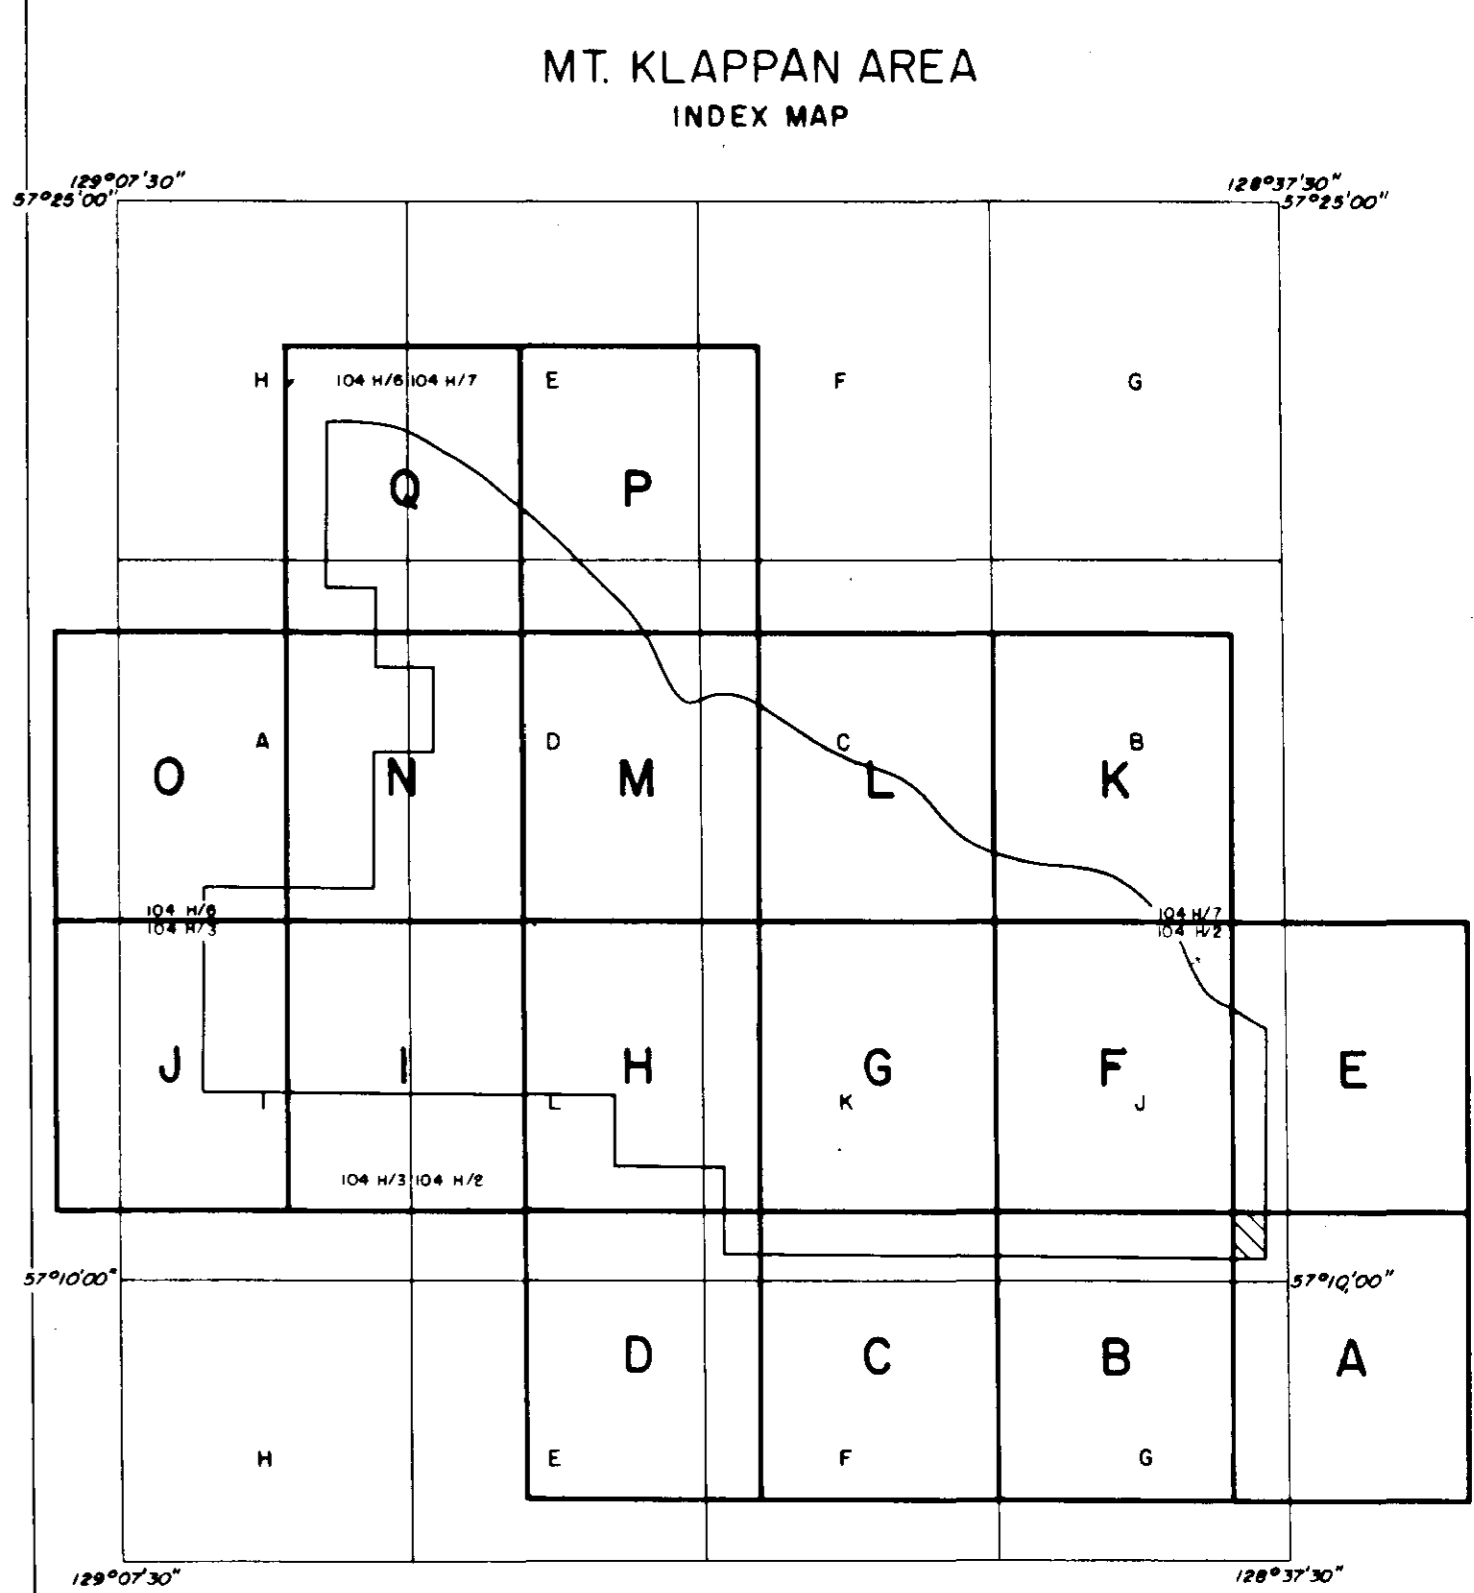 MT. KLAPPAN AREA
INDEX MAP
129°07'30" 128°37'30"
57°25'00" 57°25'00"
H 104 H/6 104 H/7 E F G
Q P
A D C B
O N M L K
104 H/6 104 H/7
104 H/3 104 H/2
J I H G F E
I L K J
104 H/3 104 H/2
57°10'00" 57°10'00"
D C B A
H E F G
129°07'30" 128°37'30"